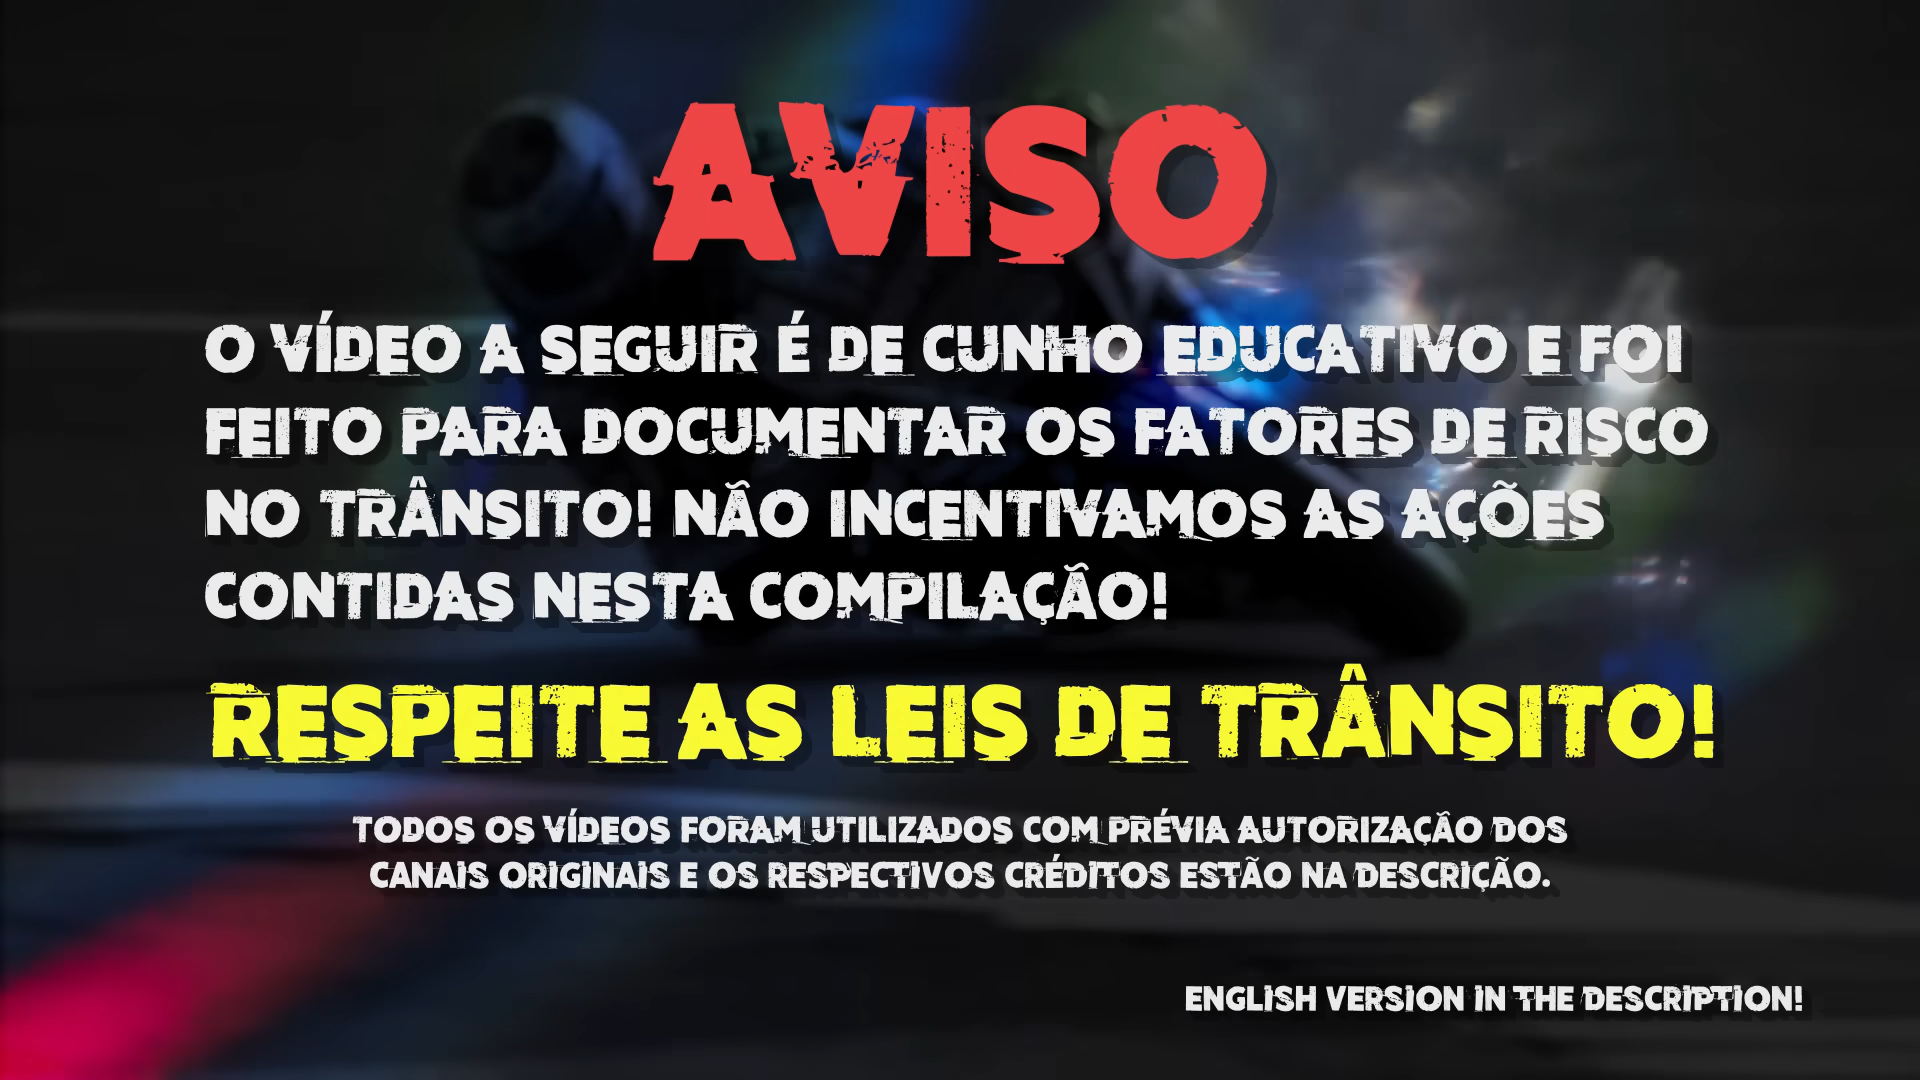 AVISO
O VÍDEO A SEGUIR É DE CUNHO EDUCATIVO E FOI
FEITO PARA DOCUMENTAR OS FATORES DE RISCO
NO TRÂNSITO! NÃO INCENTIVAMOS AS AÇÕES
CONTIDAS NESTA COMPILAÇÃO!
RESPEITE AS LEIS DE TRÂNSITO!
TODOS OS VÍDEOS FORAM UTILIZADOS COM PRÉVIA AUTORIZAÇÃO DOS
CANAIS ORIGINAIS E OS RESPECTIVOS CRÉDITOS ESTÃO NA DESCRIÇÃO.
ENGLISH VERSION IN THE DESCRIPTION!